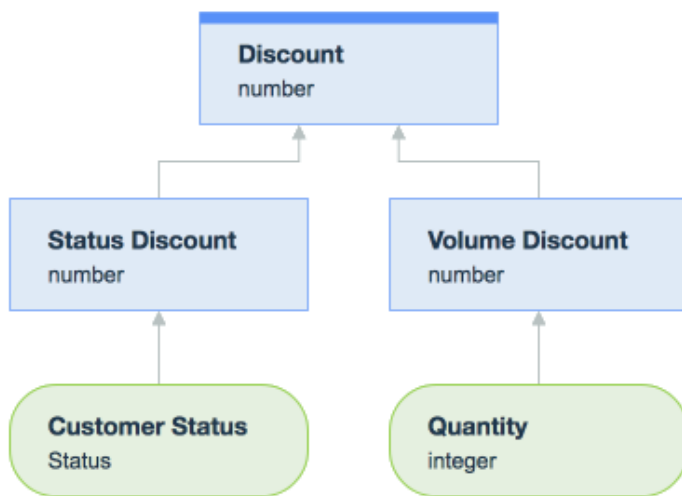 Discount
number
Status Discount
number
Volume Discount
number
Customer Status
Status
Quantity
integer